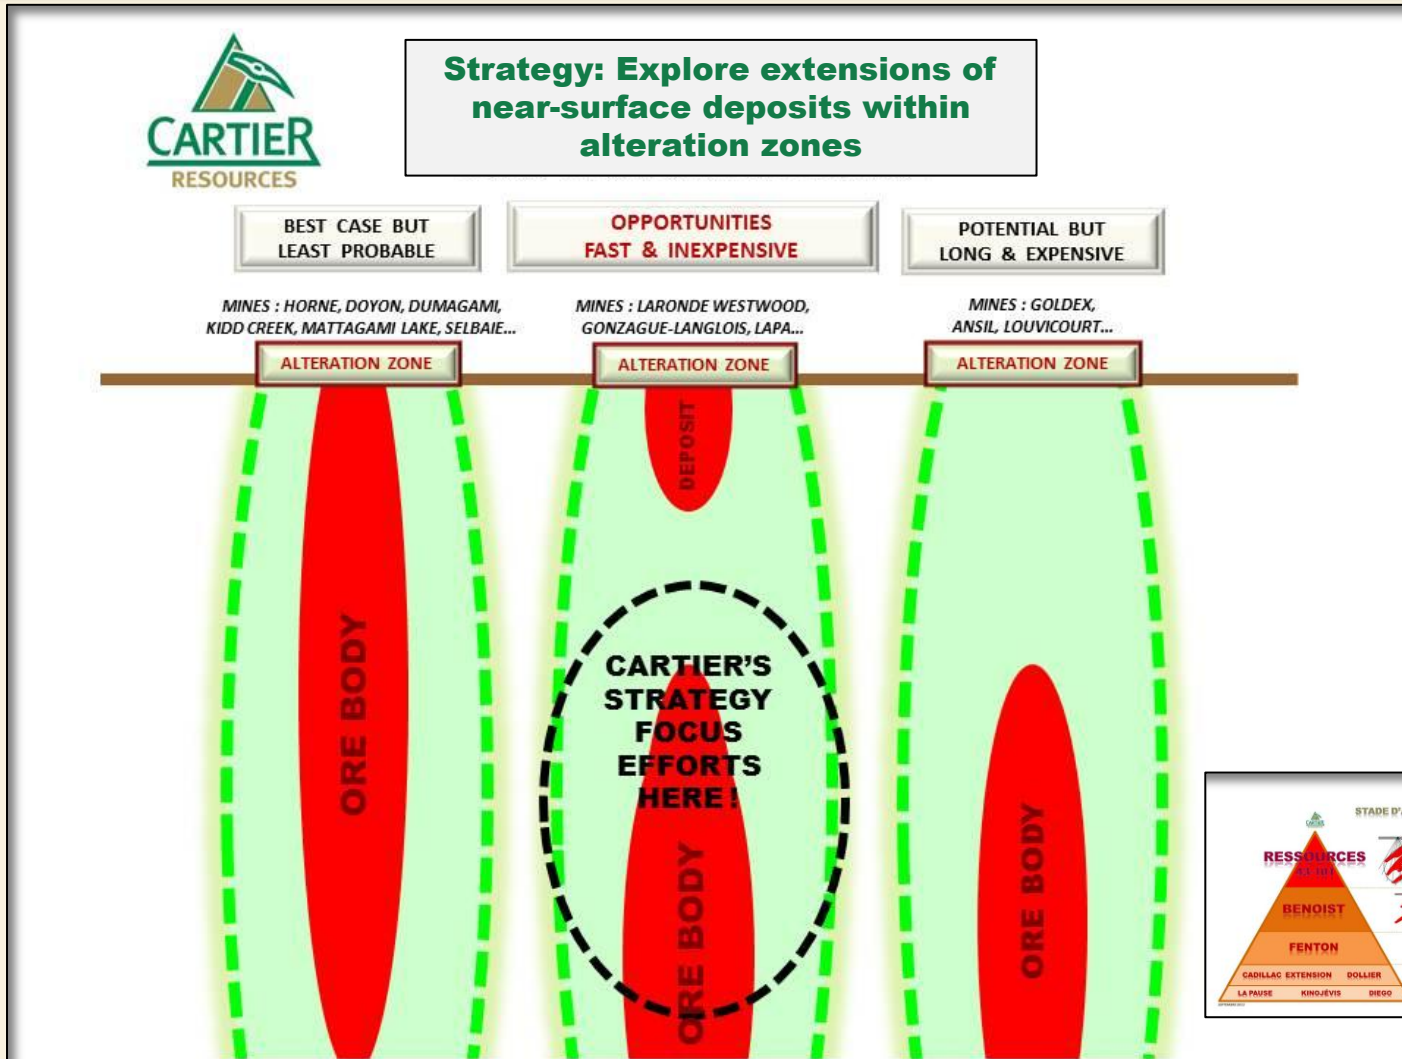 CARTIER
RESOURCES
Strategy: Explore extensions of
near-surface deposits within
alteration zones
BEST CASE BUT
LEAST PROBABLE
OPPORTUNITIES
FAST & INEXPENSIVE
POTENTIAL BUT
LONG & EXPENSIVE
MINES : HORNE, DOYON, DUMAGAMI,
KIDD CREEK, MATTAGAMI LAKE, SELBAIE...
MINES : LARONDE WESTWOOD,
GONZAGUE-LANGLOIS, LAPA...
MINES : GOLDEX,
ANSIL, LOUVICOURT...
ALTERATION ZONE
ALTERATION ZONE
ALTERATION ZONE
DEPOSIT
ORE BODY
CARTIER'S
STRATEGY
FOCUS
EFFORTS
HERE !
ORE BODY
ORE BODY
CARTIER
STADE D'
RESSOURCES
BENOIST
FENTON
CADILLAC EXTENSION DOLLIER
LA PAUSE KINOJÉVIS DIEGO